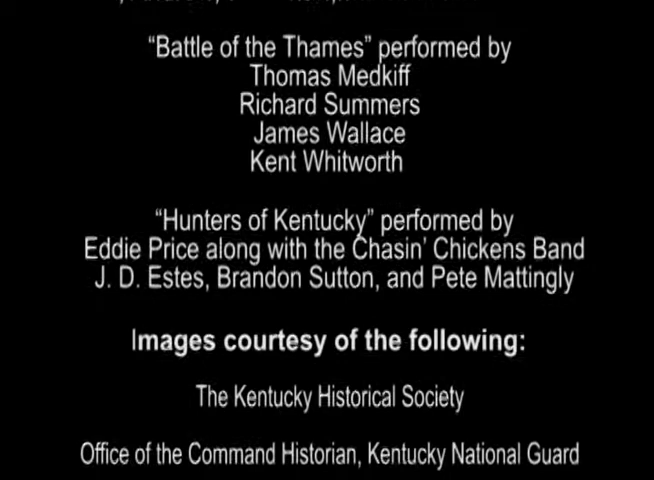 “Battle of the Thames” performed by
Thomas Medkiff
Richard Summers
James Wallace
Kent Whitworth
“Hunters of Kentucky” performed by
Eddie Price along with the Chasin’ Chickens Band
J. D. Estes, Brandon Sutton, and Pete Mattingly
Images courtesy of the following:
The Kentucky Historical Society
Office of the Command Historian, Kentucky National Guard